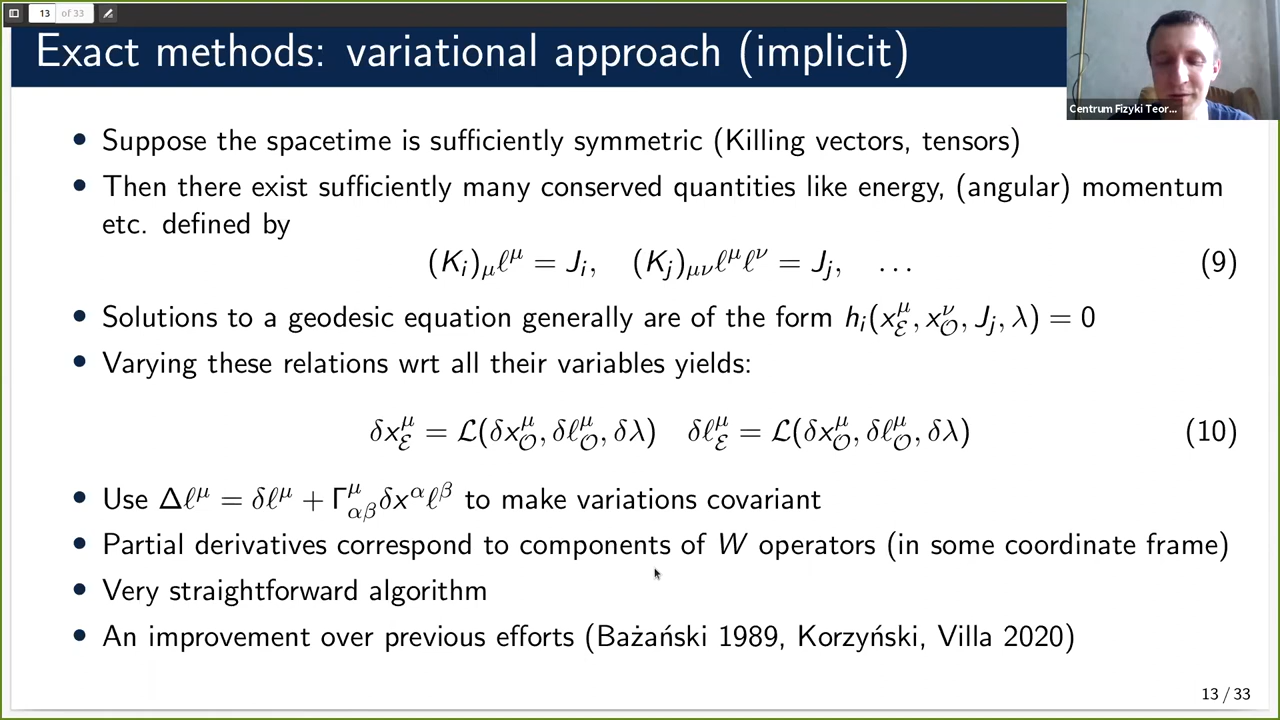 13 of 33
Exact methods: variational approach (implicit)
Centrum Fizyki Teor...
• Suppose the spacetime is sufficiently symmetric (Killing vectors, tensors)
• Then there exist sufficiently many conserved quantities like energy, (angular) momentum
etc. defined by
(K_i)_μ ℓ^μ = J_i, (K_j)_{μν} ℓ^μ ℓ^ν = J_j, … (9)
• Solutions to a geodesic equation generally are of the form h_i(x^μ_ℰ, x^ν_𝒪, J_j, λ) = 0
• Varying these relations wrt all their variables yields:
δx^μ_ℰ = ℒ(δx^μ_𝒪, δℓ^μ_𝒪, δλ) δℓ^μ_ℰ = ℒ(δx^μ_𝒪, δℓ^μ_𝒪, δλ) (10)
• Use Δℓ^μ = δℓ^μ + Γ^μ_{αβ} δx^α ℓ^β to make variations covariant
• Partial derivatives correspond to components of W operators (in some coordinate frame)
• Very straightforward algorithm
• An improvement over previous efforts (Bażański 1989, Korzyński, Villa 2020)
13 / 33